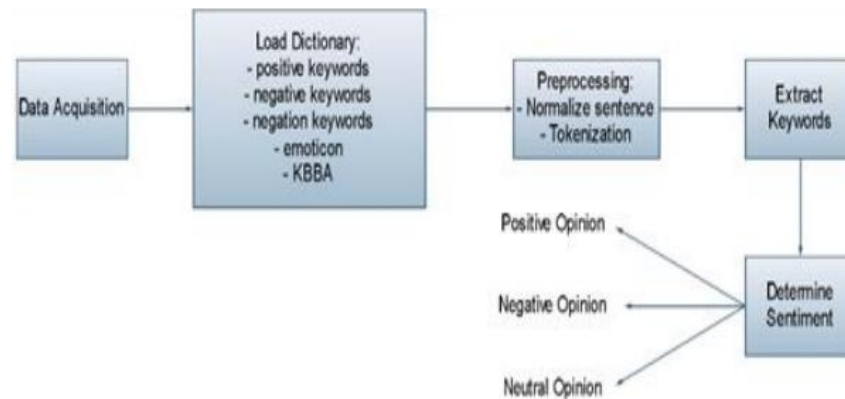 Data Acquisition
Load Dictionary:
- positive keywords
- negative keywords
- negation keywords
- emoticon
- KBBA
Preprocessing:
- Normalize sentence
- Tokenization
Extract
Keywords
Determine
Sentiment
Positive Opinion
Negative Opinion
Neutral Opinion